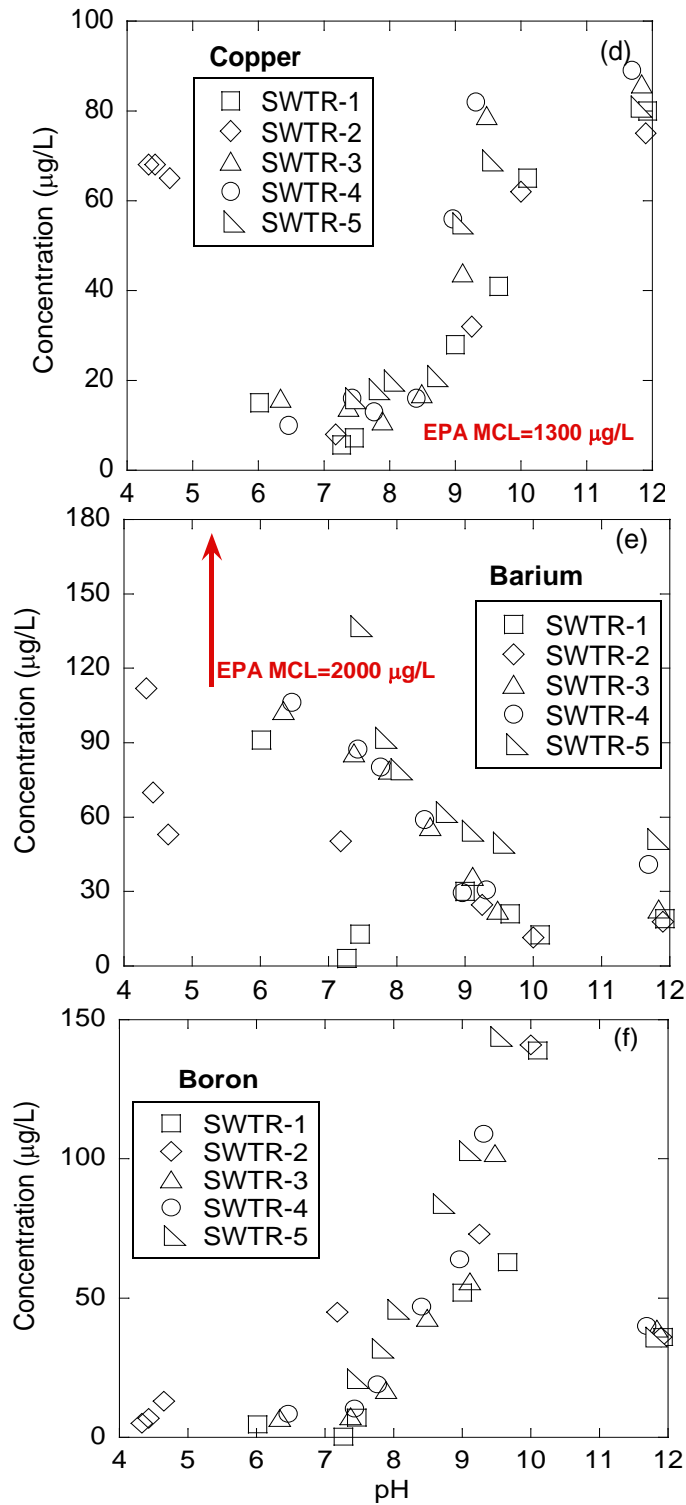 100
(d)
Copper
SWTR-1
SWTR-2
SWTR-3
SWTR-4
SWTR-5
80
60
40
20
0
Concentration (µg/L)
EPA MCL=1300 µg/L
4 5 6 7 8 9 10 11 12
180
(e)
Barium
SWTR-1
SWTR-2
SWTR-3
SWTR-4
SWTR-5
150
120
90
60
30
0
Concentration (µg/L)
EPA MCL=2000 µg/L
4 5 6 7 8 9 10 11 12
150
(f)
Boron
SWTR-1
SWTR-2
SWTR-3
SWTR-4
SWTR-5
100
50
0
Concentration (µg/L)
4 5 6 7 8 9 10 11 12
pH